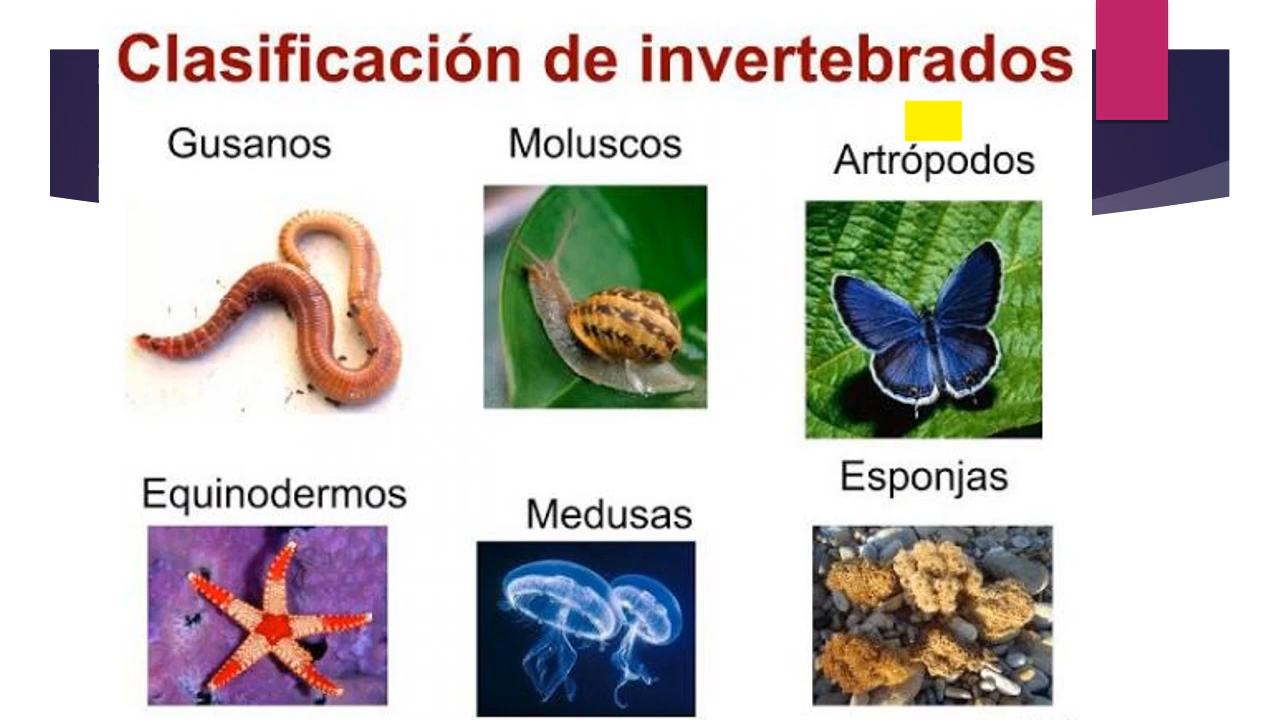 Clasificación de invertebrados
Gusanos
Moluscos
Artrópodos
Equinodermos
Medusas
Esponjas